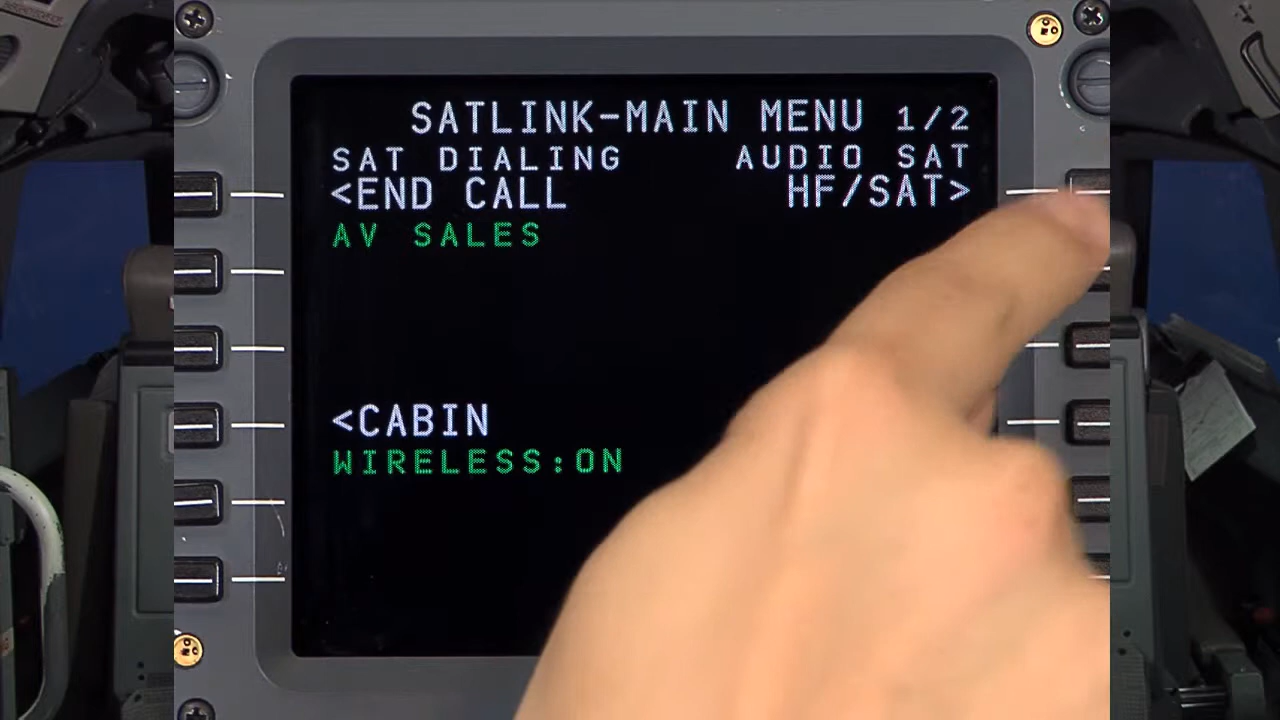 SATLINK-MAIN MENU 1/2
SAT DIALING AUDIO SAT
<END CALL HF/SAT>
AV SALES
<CABIN
WIRELESS:ON